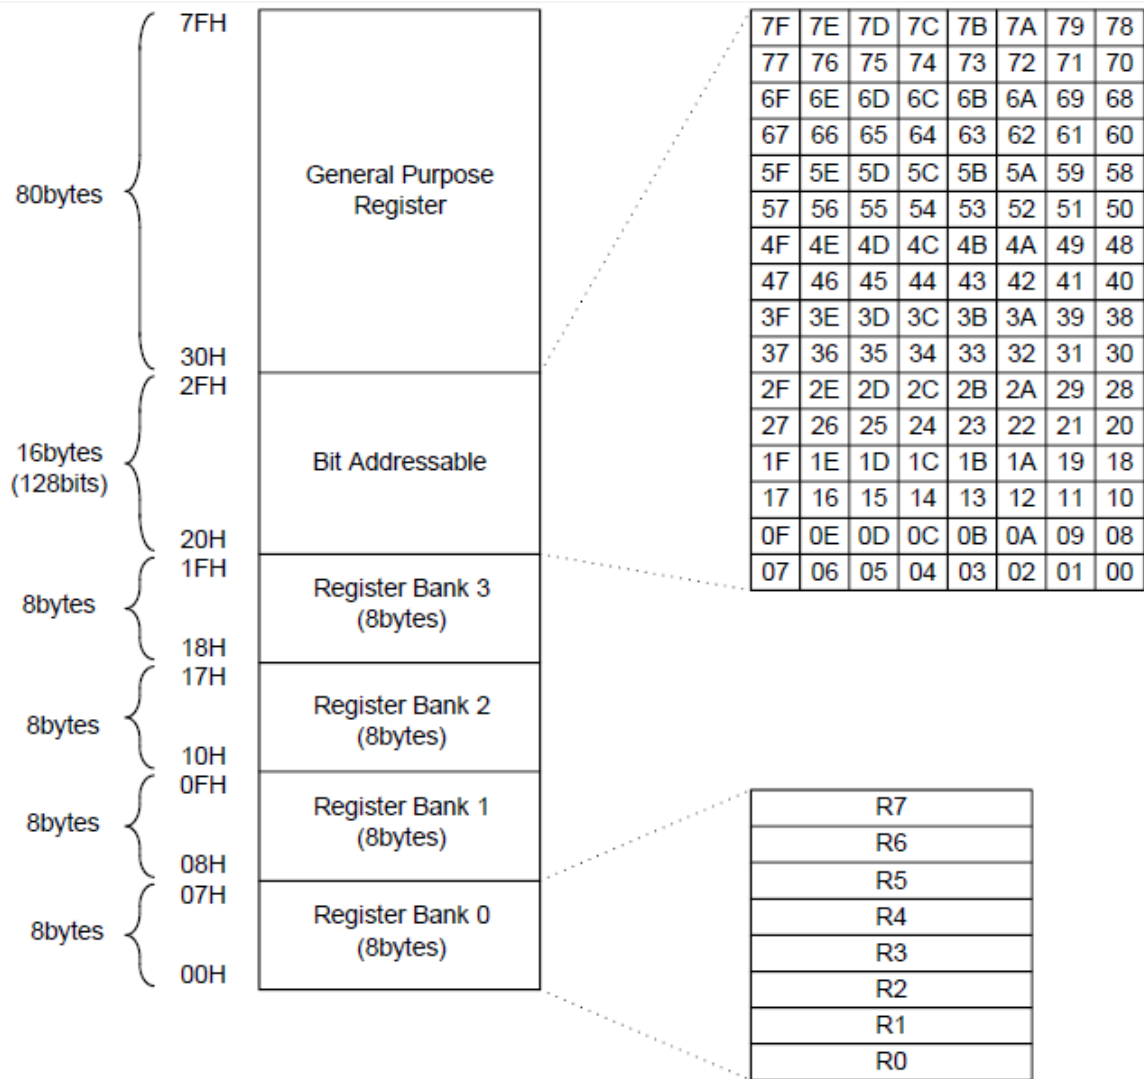 7FH
80bytes
General Purpose
Register
30H
2FH
16bytes
(128bits)
Bit Addressable
20H
1FH
8bytes
Register Bank 3
(8bytes)
18H
17H
8bytes
Register Bank 2
(8bytes)
10H
0FH
8bytes
Register Bank 1
(8bytes)
08H
07H
8bytes
Register Bank 0
(8bytes)
00H
7F 7E 7D 7C 7B 7A 79 78
77 76 75 74 73 72 71 70
6F 6E 6D 6C 6B 6A 69 68
67 66 65 64 63 62 61 60
5F 5E 5D 5C 5B 5A 59 58
57 56 55 54 53 52 51 50
4F 4E 4D 4C 4B 4A 49 48
47 46 45 44 43 42 41 40
3F 3E 3D 3C 3B 3A 39 38
37 36 35 34 33 32 31 30
2F 2E 2D 2C 2B 2A 29 28
27 26 25 24 23 22 21 20
1F 1E 1D 1C 1B 1A 19 18
17 16 15 14 13 12 11 10
0F 0E 0D 0C 0B 0A 09 08
07 06 05 04 03 02 01 00
R7
R6
R5
R4
R3
R2
R1
R0